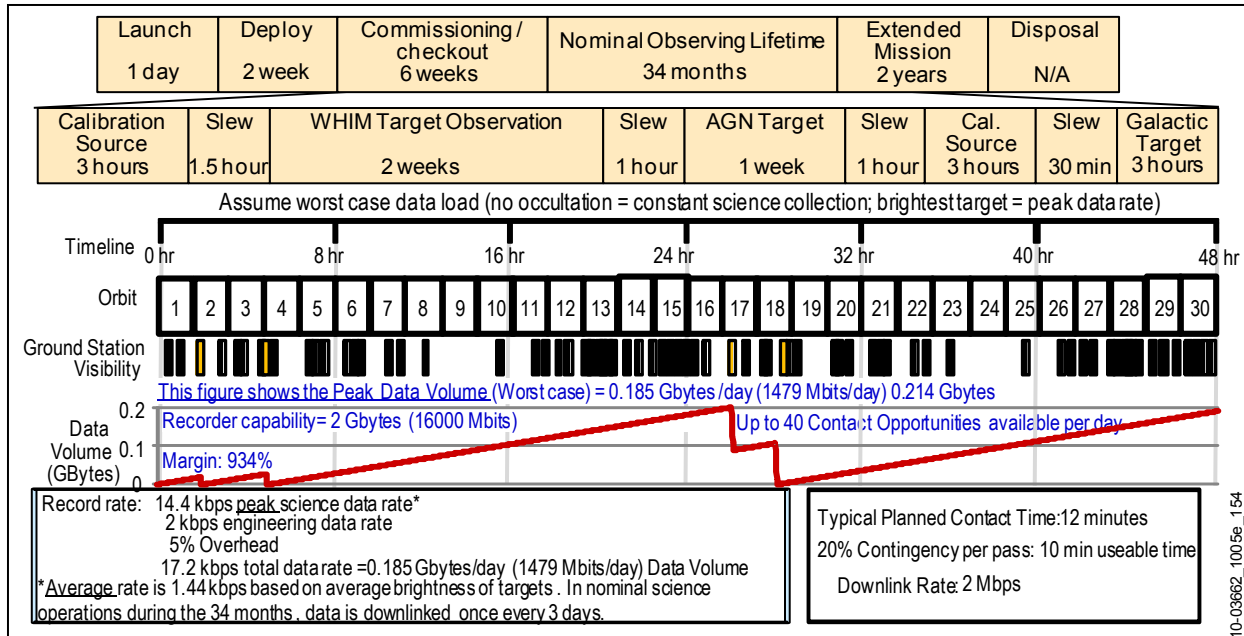 Launch
1 day
Deploy
2 week
Commissioning /
checkout
6 weeks
Nominal Observing Lifetime
34 months
Extended
Mission
2 years
Disposal
N/A
Calibration
Source
3 hours
Slew
1.5 hour
WHIM Target Observation
2 weeks
Slew
1 hour
AGN Target
1 week
Slew
1 hour
Cal.
Source
3 hours
Slew
30 min
Galactic
Target
3 hours
Assume worst case data load (no occultation = constant science collection; brightest target = peak data rate)
Timeline
0 hr 8 hr 16 hr 24 hr 32 hr 40 hr 48 hr
Orbit
1 2 3 4 5 6 7 8 9 10 11 12 13 14 15 16 17 18 19 20 21 22 23 24 25 26 27 28 29 30
Ground Station
Visibility
This figure shows the Peak Data Volume (Worst case) = 0.185 Gbytes/day (1479 Mbits/day) 0.214 Gbytes
Data
Volume
(GBytes)
0.2
0.1
0
Recorder capability= 2 Gbytes (16000 Mbits)
Up to 40 Contact Opportunities available per day
Margin: 934%
Record rate: 14.4 kbps peak science data rate*
2 kbps engineering data rate
5% Overhead
17.2 kbps total data rate =0.185 Gbytes/day (1479 Mbits/day) Data Volume
*Average rate is 1.44 kbps based on average brightness of targets. In nominal science
operations during the 34 months, data is downlinked once every 3 days.
Typical Planned Contact Time:12 minutes
20% Contingency per pass: 10 min useable time
Downlink Rate: 2 Mbps
10-03662_1005e_154